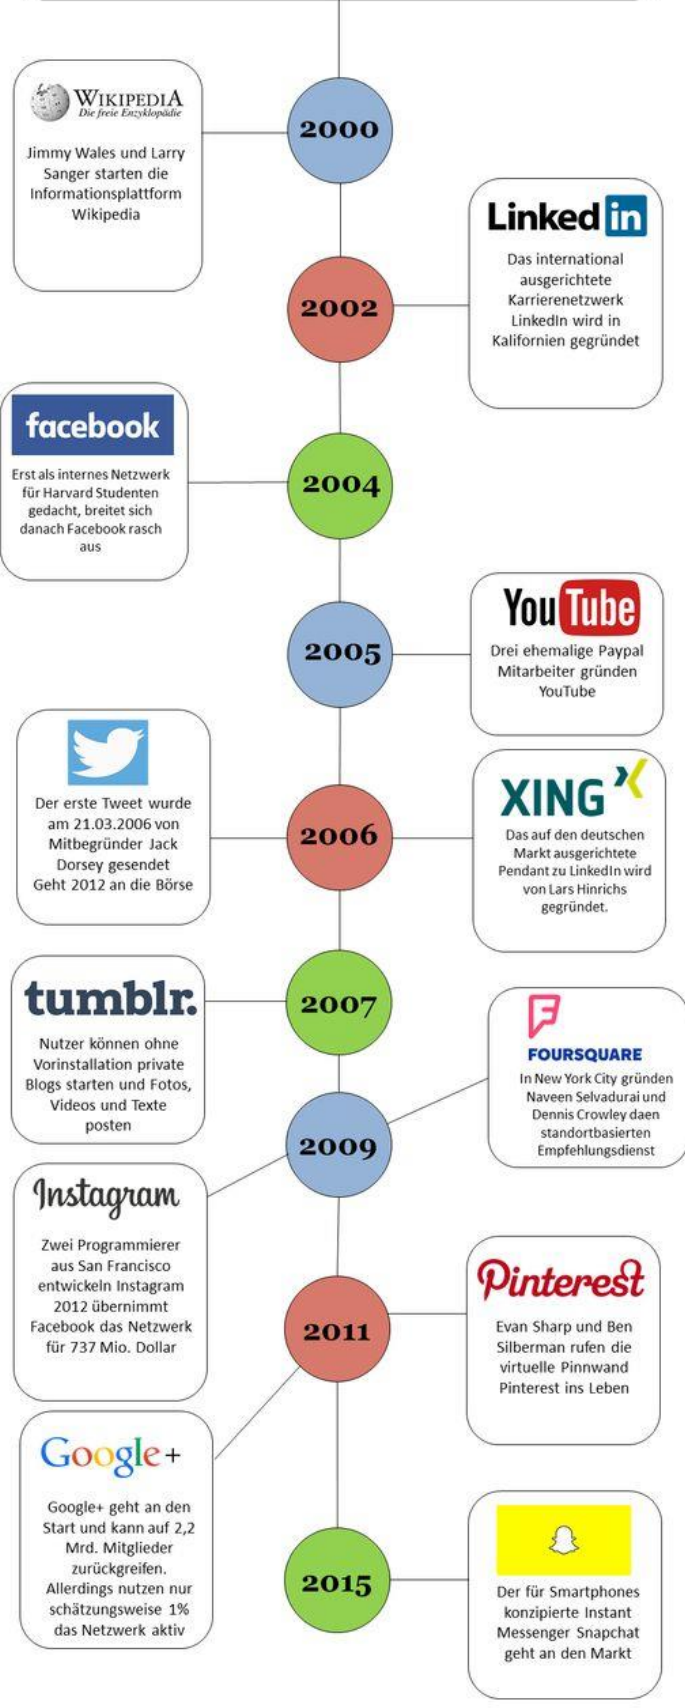 WIKIPEDIA
Die freie Enzyklopädie
Jimmy Wales und Larry
Sanger starten die
Informationsplattform
Wikipedia
2000
Linked in
Das international
ausgerichtete
Karrierenetzwerk
LinkedIn wird in
Kalifornien gegründet
2002
facebook
Erst als internes Netzwerk
für Harvard Studenten
gedacht, breitet sich
danach Facebook rasch
aus
2004
You Tube
Drei ehemalige Paypal
Mitarbeiter gründen
YouTube
2005
Der erste Tweet wurde
am 21.03.2006 von
Mitbegründer Jack
Dorsey gesendet
Geht 2012 an die Börse
2006
XING
Das auf den deutschen
Markt ausgerichtete
Pendant zu LinkedIn wird
von Lars Hinrichs
gegründet.
tumblr.
Nutzer können ohne
Vorinstallation private
Blogs starten und Fotos,
Videos und Texte
posten
2007
FOURSQUARE
In New York City gründen
Naveen Selvadurai und
Dennis Crowley daen
standortbasierten
Empfehlungsdienst
2009
Instagram
Zwei Programmierer
aus San Francisco
entwickeln Instagram
2012 übernimmt
Facebook das Netzwerk
für 737 Mio. Dollar
Pinterest
Evan Sharp und Ben
Silberman rufen die
virtuelle Pinnwand
Pinterest ins Leben
2011
Google+
Google+ geht an den
Start und kann auf 2,2
Mrd. Mitglieder
zurückgreifen.
Allerdings nutzen nur
schätzungsweise 1%
das Netzwerk aktiv
2015
Der für Smartphones
konzipierte Instant
Messenger Snapchat
geht an den Markt